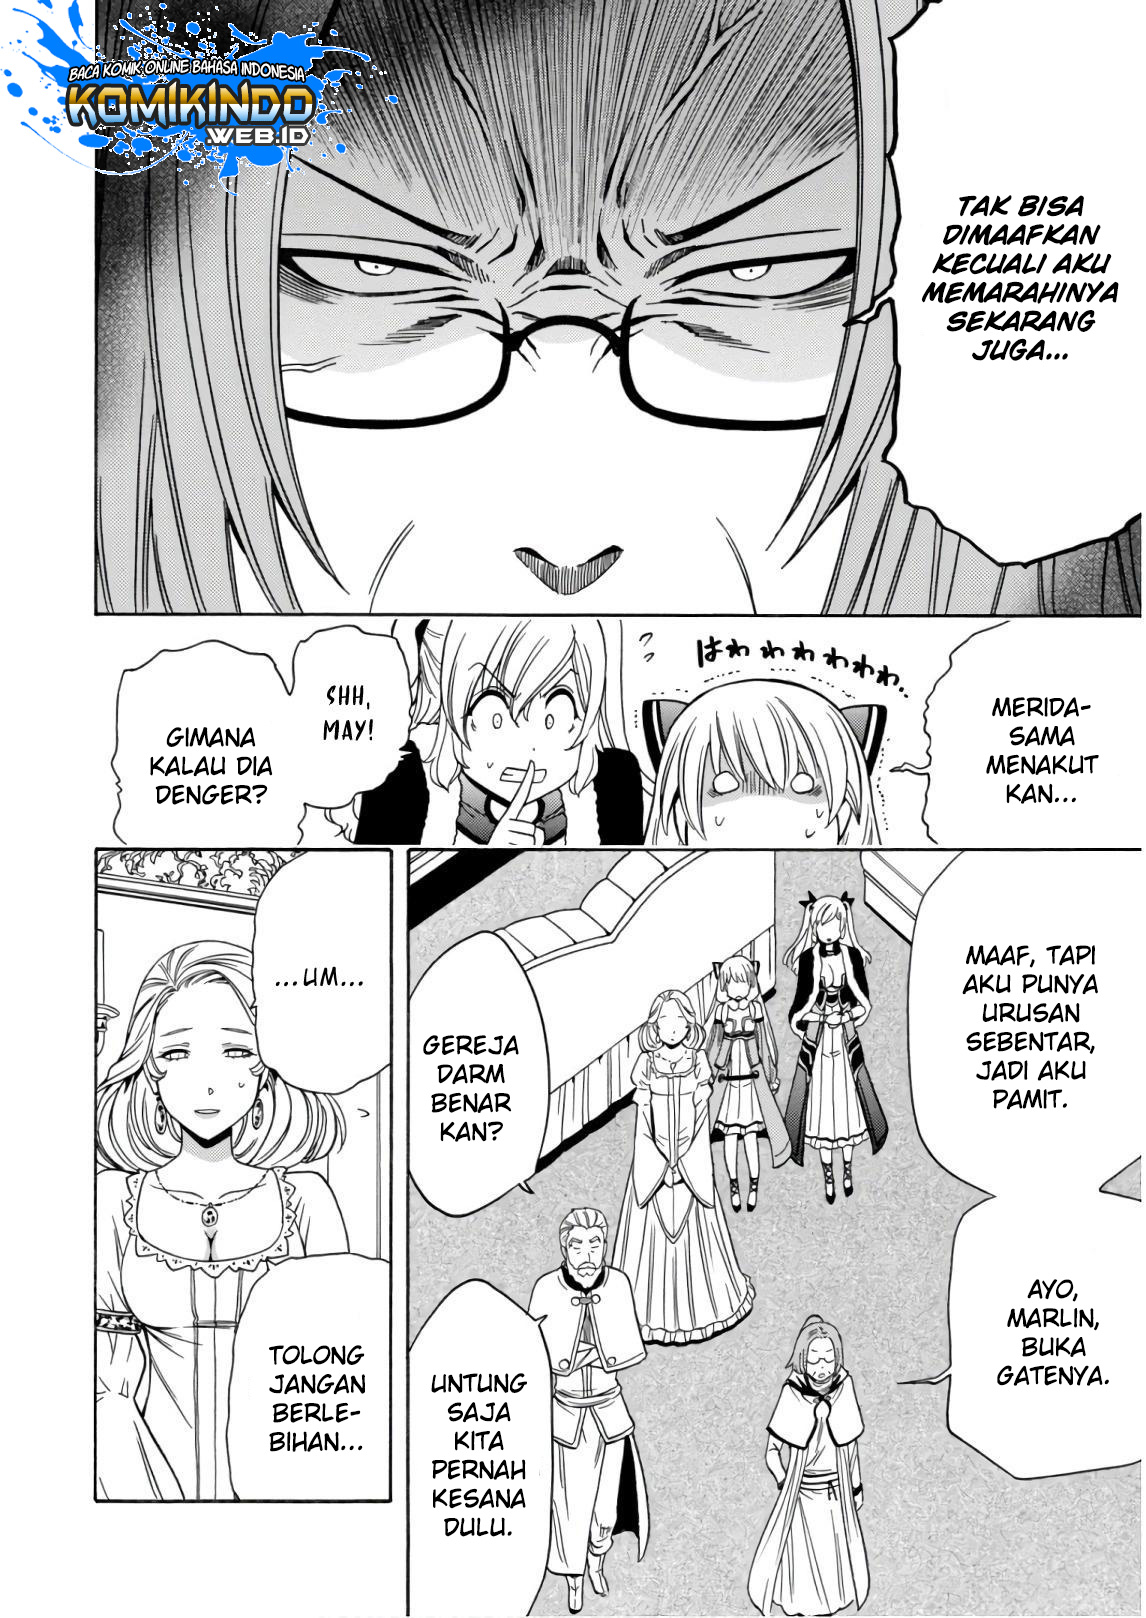 BACA KOMIK ONLINE BAHASA INDONESIA
KOMIKINDO
WEB.ID
TAK BISA
DIMAAFKAN
KECUALI AKU
MEMARAHINYA
SEKARANG
JUGA...
はわわわわわわ..
MERIDA-
SAMA
MENAKUT
KAN...
SHH,
MAY!
GIMANA
KALAU DIA
DENGER?
MAAF, TAPI
AKU PUNYA
URUSAN
SEBENTAR,
JADI AKU
PAMIT.
AYO,
MARLIN,
BUKA
GATENYA.
GEREJA
DARM
BENAR
KAN?
UNTUNG
SAJA
KITA
PERNAH
KESANA
DULU.
...UM...
TOLONG
JANGAN
BERLE-
BIHAN...